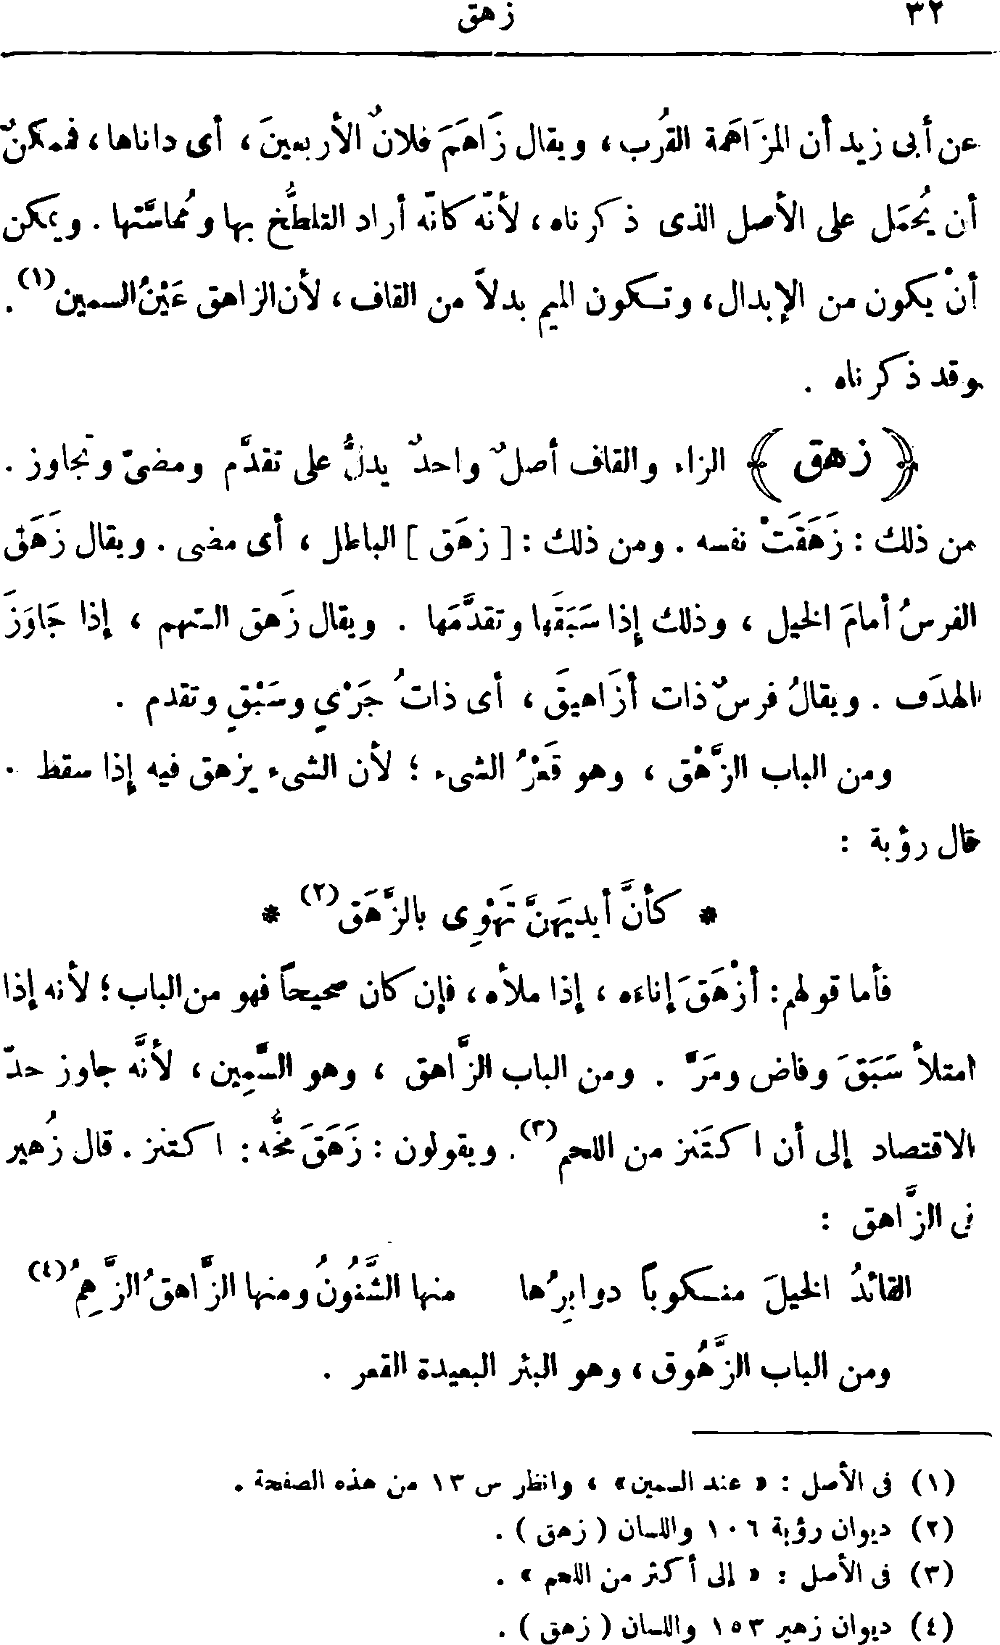 ٣٢ زهق
عن أبى زيد أن المزَاهَمة القُرب، ويقال زَاهَمَ فلانٌ الأربعينَ، أى داناها، فممكنٌ
أن يُحمَل على الأصل الذى ذكرناه، لأنّه كانّه أراد التلطُّخ بها ومُماسَّتها . ويمكن
أنْ يكون من الإبدال، وتكون الميم بدلاً من القاف، لأن الزاهق عَيْنُ السمين(١).
وقد ذكرناه .
﴿ زهق ﴾ الزاء والقاف أصلٌ واحدٌ يدلُّ على تقدَّم ومضىّ وتجاوز .
من ذلك : زَهَقَتْ نفسه . ومن ذلك : [ زهَق ] الباطل ، أى مضى . ويقال زَهَق
الفرسُ أمامَ الخيل ، وذلك إذا سَبَقَها وتقدَّمَها . ويقال زَهق السّهم ، إذا جَاوَزَ
الهدَف . ويقالُ فرسٌ ذات أزَاهيقَ ، أى ذاتُ جَرْيٍ وسَبْقٍ وتقدم .
ومن الباب الزَّهْق ، وهو قَعْرُ الشىء ؛ لأن الشىء يزهق فيه إذا سقط .
قال رؤبة :
* كأنَّ أيديهنَّ تَهْوِى بالزَّهَق(٢) *
فأما قولهم: أزْهَقَ إناءَه ، إذا ملأه ، فإن كان صحيحاً فهو من الباب؛ لأنه إذا
امتلأ سَبَقَ وفاض ومَرَّ . ومن الباب الزَّاهق ، وهو السَّمِين، لأنَّه جاوز حدّ
الاقتصاد إلى أن اكتَنز من اللحم(٣). ويقولون : زَهَقَ مخُّه : اكتنز . قال زُهير
فى الزَّاهق :
القائدُ الخيلَ منكوباً دوابِرُها منها الشَّنُونُ ومنها الزَّاهقُ الزَّهِمُ(٤)
ومن الباب الزَّهُوق ، وهو البئر البعيدة القعر .
(١) فى الأصل : « عند السمين» ، وانظر س ١٣ من هذه الصفحة .
(٢) ديوان رؤبة ١٠٦ واللسان ( زهق ) .
(٣) فى الأصل : « إلى أكثر من اللحم » .
(٤) ديوان زهير ١٥٣ واللسان ( زهق ) .